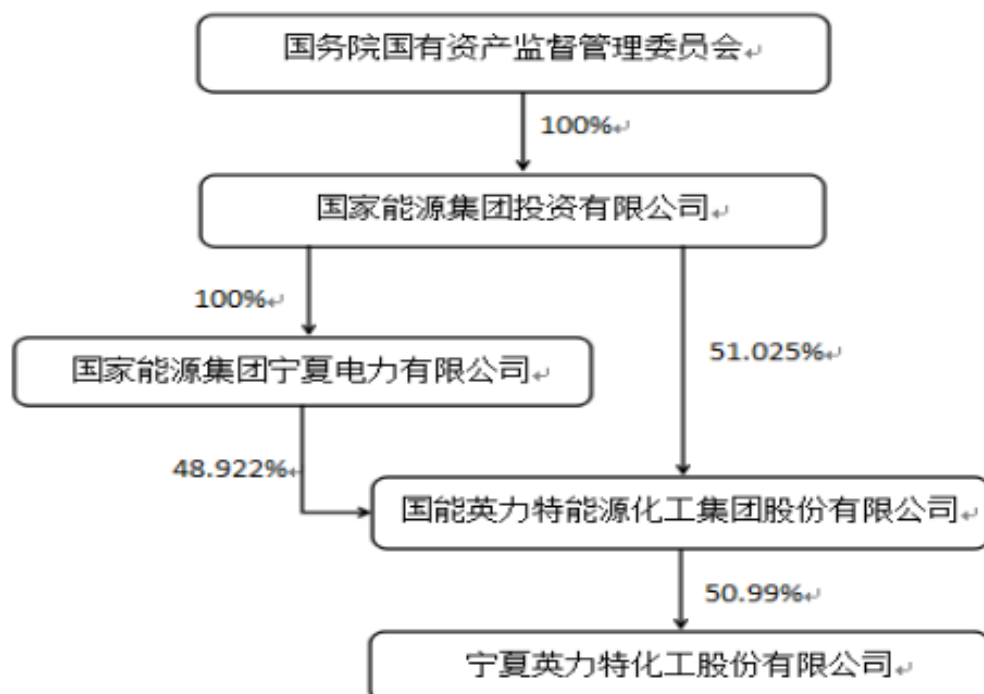 国务院国有资产监督管理委员会↵
100%↵
国家能源集团投资有限公司↵
100%↵
51.025%↵
国家能源集团宁夏电力有限公司↵
48.922%↵
国能英力特能源化工集团股份有限公司↵
50.99%↵
宁夏英力特化工股份有限公司↵